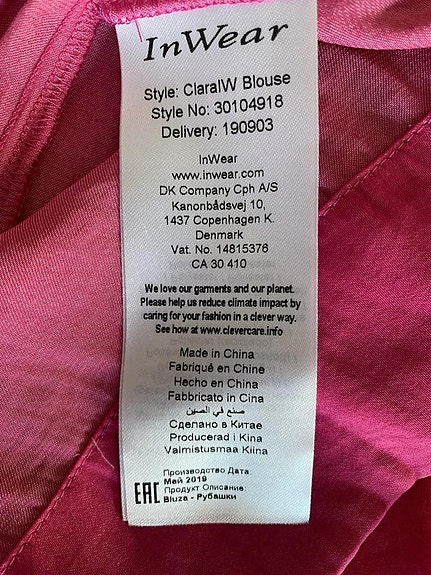 InWear
Style: ClaraIW Blouse
Style No: 30104918
Delivery: 190903
InWear
www.inwear.com
DK Company Cph A/S
Kanonbådsvej 10,
1437 Copenhagen K.
Denmark
Vat. No. 14815376
CA 30 410
We love our garments and our planet.
Please help us reduce climate impact by
caring for your fashion in a clever way.
See how at www.clevercare.info
Made in China
Fabriqué en Chine
Hecho en China
Fabbricato in Cina
صنع في الصين
Сделано в Китае
Producerad i Kina
Valmistusmaa Kiina
Производство Дата:
Май 2019
EAC Продукт Описание:
Bluza - Рубашки